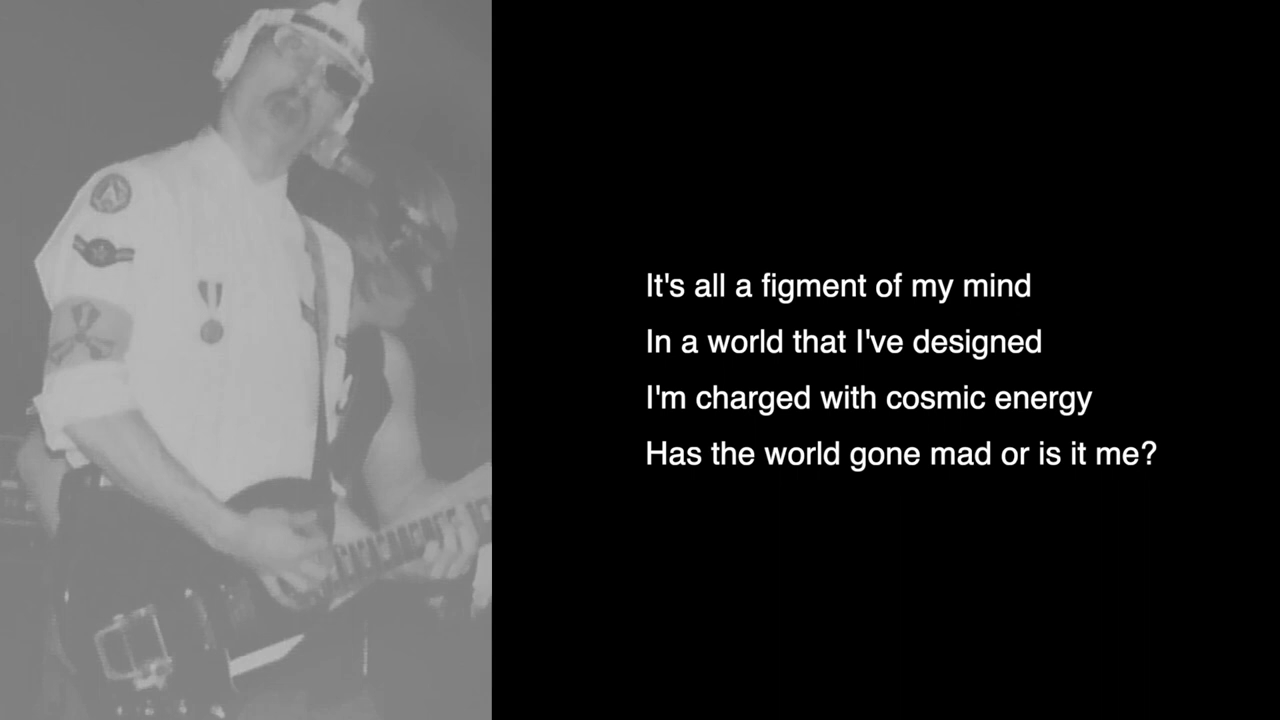 It's all a figment of my mind
In a world that I've designed
I'm charged with cosmic energy
Has the world gone mad or is it me?